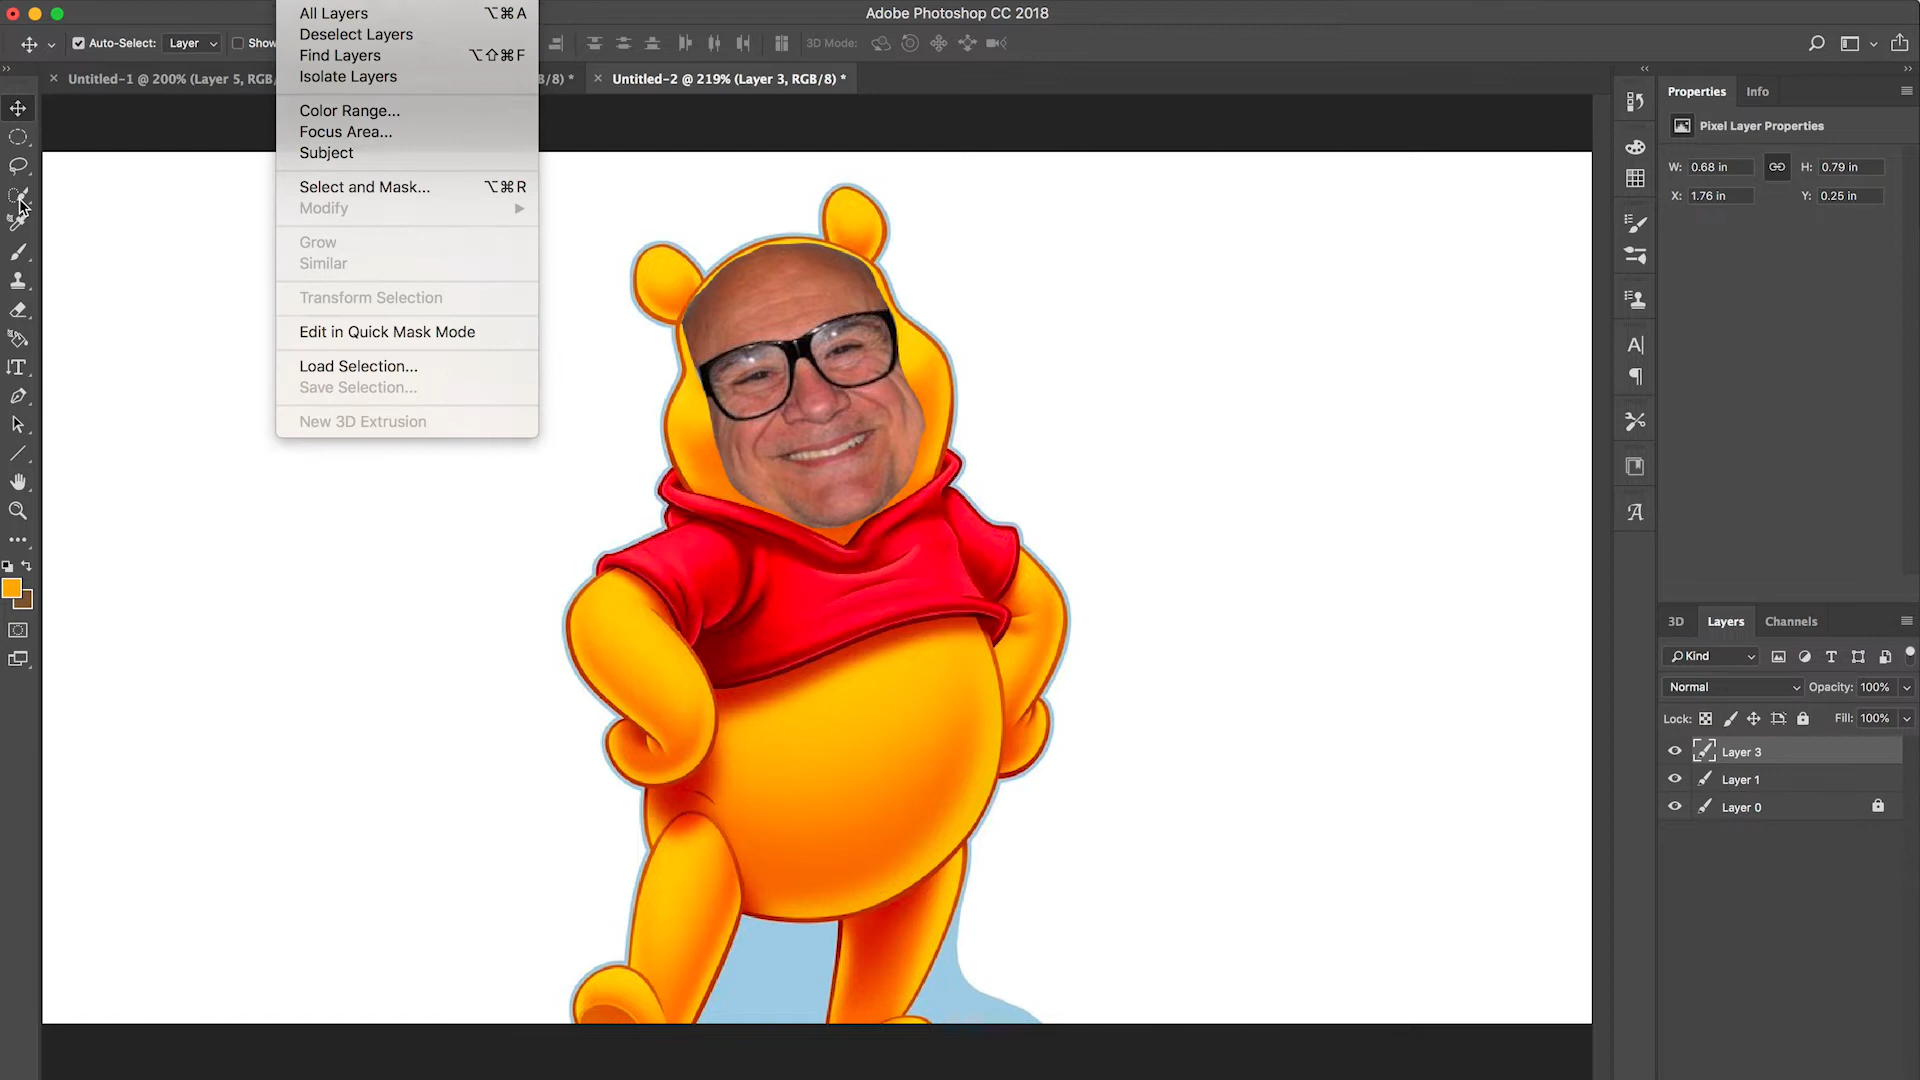 Adobe Photoshop CC 2018
All Layers ⌥⌘A
Deselect Layers
Find Layers ⌥⇧⌘F
Isolate Layers
Color Range...
Focus Area...
Subject
Select and Mask... ⌥⌘R
Modify
Grow
Similar
Transform Selection
Edit in Quick Mask Mode
Load Selection...
Save Selection...
New 3D Extrusion
Auto-Select: Layer Show
3D Mode:
Untitled-1 @ 200% (Layer 5, RGB/
B/8) *
Untitled-2 @ 219% (Layer 3, RGB/8) *
Properties Info
Pixel Layer Properties
W: 0.68 in H: 0.79 in
X: 1.76 in Y: 0.25 in
3D Layers Channels
Kind
Normal Opacity: 100%
Lock: Fill: 100%
Layer 3
Layer 1
Layer 0